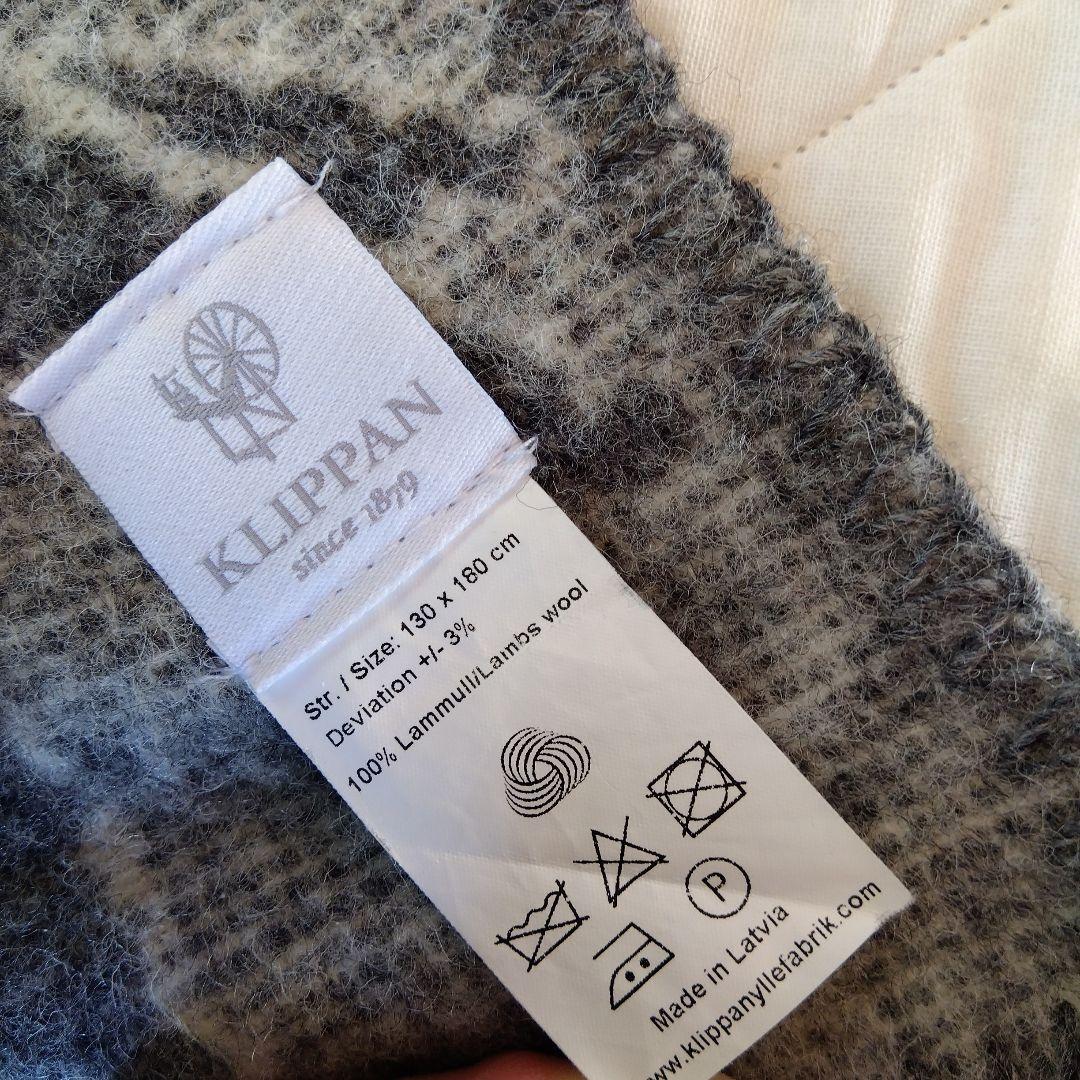 KLIPPAN
since 1879
Str. / Size: 130 x 180 cm
Deviation +/- 3%
100% Lammull/Lambs wool
P
Made in Latvia
www.klippanyllefabrik.com